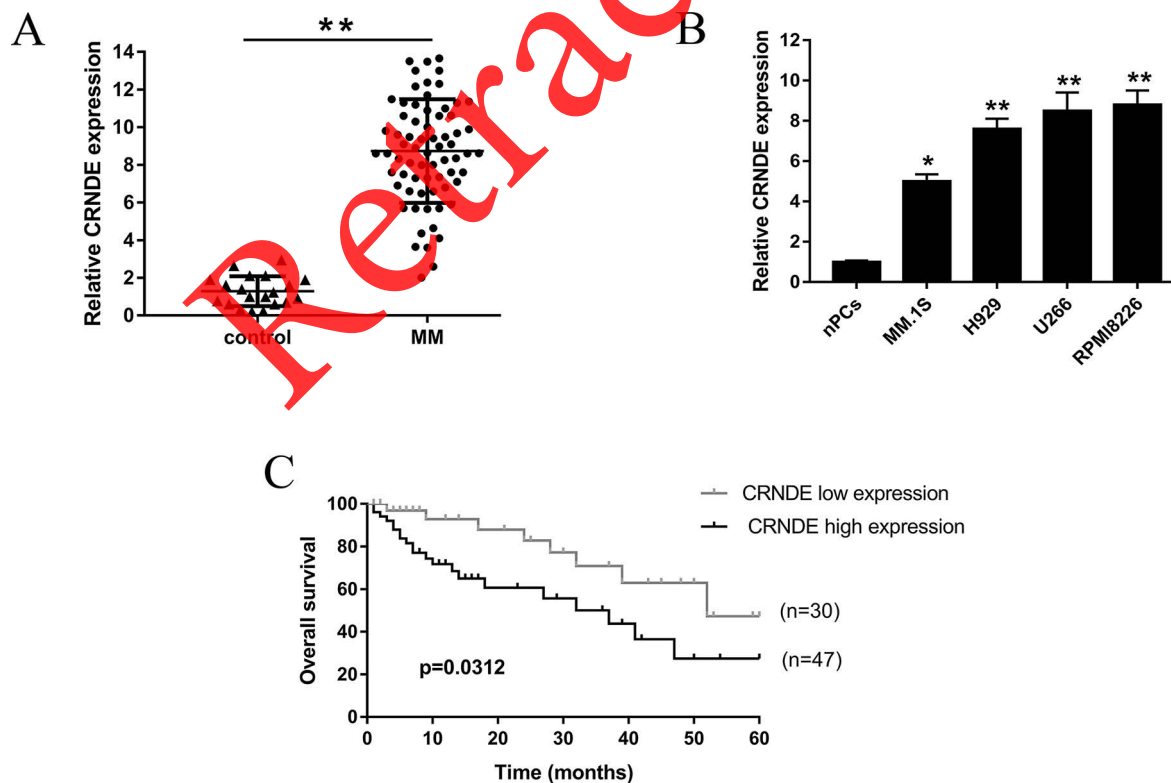 A
**
Relative CRNDE expression
14
12
10
8
6
4
2
0
control
MM
B
Relative CRNDE expression
12
10
8
6
4
2
0
*
**
**
**
nPCs
MM.1S
H929
U266
RPMI8226
C
Overall survival
100
80
60
40
20
0
0 10 20 30 40 50 60
Time (months)
p=0.0312
CRNDE low expression
CRNDE high expression
(n=30)
(n=47)
Retrac